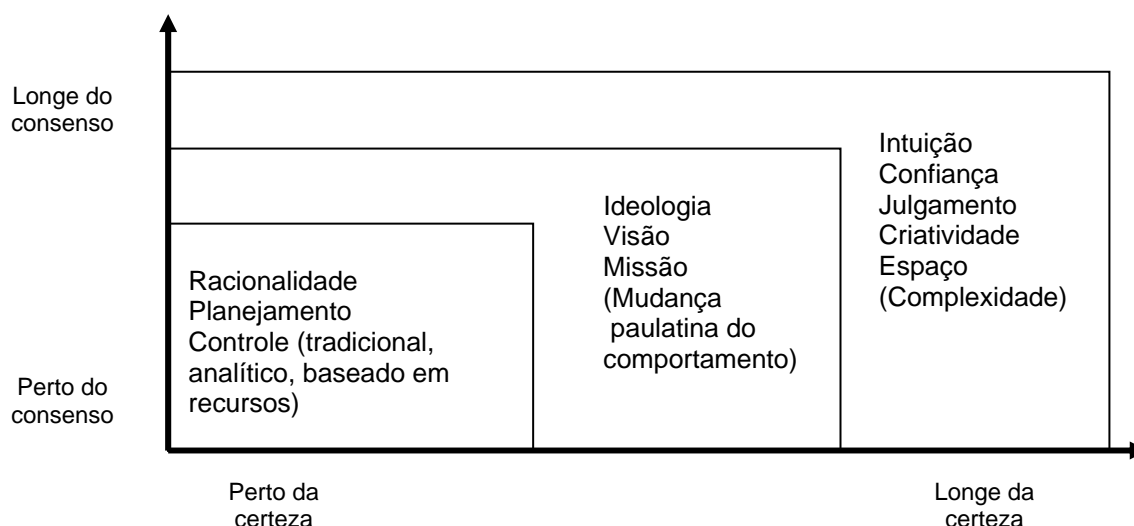 Longe do
consenso
Intuição
Confiança
Julgamento
Criatividade
Espaço
(Complexidade)
Ideologia
Visão
Missão
(Mudança
paulatina do
comportamento)
Racionalidade
Planejamento
Controle (tradicional,
analítico, baseado em
recursos)
Perto do
consenso
Perto da
certeza
Longe da
certeza